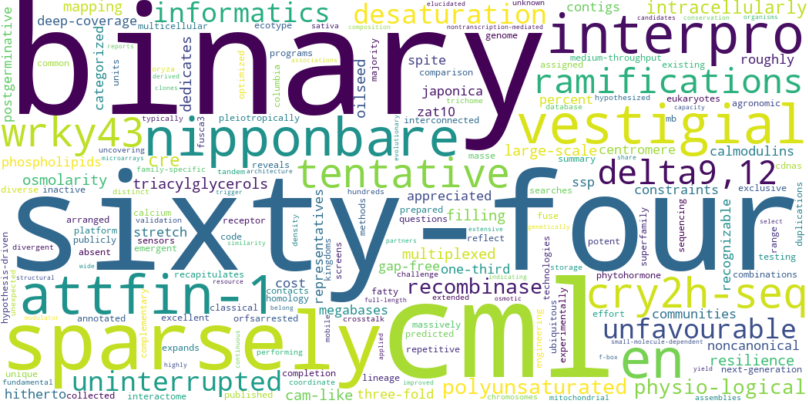 binary
sixty-four
cml
sparsely
vestigial
interpro
nipponbare
tentative
attfin-1
cry2h-seq
delta9,12
ramifications
wrky43
en
unfavourable
uninterrupted
informatics
desaturation
intracellularly
recombinase
physio-logical
polyunsaturated
triacylglycerols
phospholipids
mapping
deep-coverage
multicellular
postgerminative
categorized
dedicates
oilseed
ecotype
sativa
programs
optimized
columbia
majority
spite
comparison
japonica
trichome
zat10
interconnected
genome
nontranscription-mediated
elucidated
unknown
composition
contigs
candidates
conservation
organisms
roughly
medium-throughput
existing
assigned
hypothesized
eukaryotes
percent
database
capacity
agronomic
large-scale
centromere
mb
calmodulins
summary
share
cdnas
common
units
reports
oryza
derived
clones
associations
typically
fusca3
pleiotropically
evolutionary
uncovering
microarrays
cre
family-specific
tandem
reveals
architecture
masse
osmolarity
diverse
inactive
distinct
trigger
hundreds
appreciated
ssp
searches
constraints
exclusive
applications
filling
representatives
kingdoms
screens
methods
partners
prepared
questions
extensive
reflect
multiplexed
fuse
genetically
potent
superfamily
recognizable
sequencing
range
select
testing
combinations
arranged
calcium
validation
receptor
density
divergent
platform
stretch
code
publicly
sensors
similarity
absent
emergent
wide
recapitulates
cost
contacts
homology
gap-free
one-third
challenge
indicating
full-length
extended
osmotic
fatty
technologies
storage
ubiquitous
experimentally
phytohormone
effort
communities
noncanonical
small-molecule-dependent
resilience
f-box
yield
next-generation
engineering
hypothesis-driven
unexpected
structural
resource
classical
belong
megabases
annotated
excellent
orfsarrested
complementary
expands
performing
continuous
mobile
crosstalk
applied
massively
predicted
repetitive
unique
fundamental
highly
modulator
completion
coordinate
lineage
improved
hitherto
collected
interactome
published
cam-like
three-fold
chromosomes
mitochondrial
assemblies